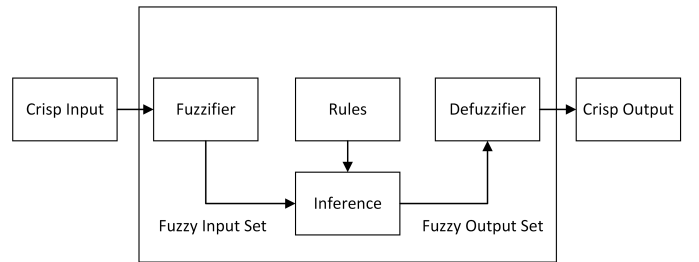 Crisp Input
Fuzzifier
Rules
Defuzzifier
Crisp Output
Inference
Fuzzy Input Set
Fuzzy Output Set